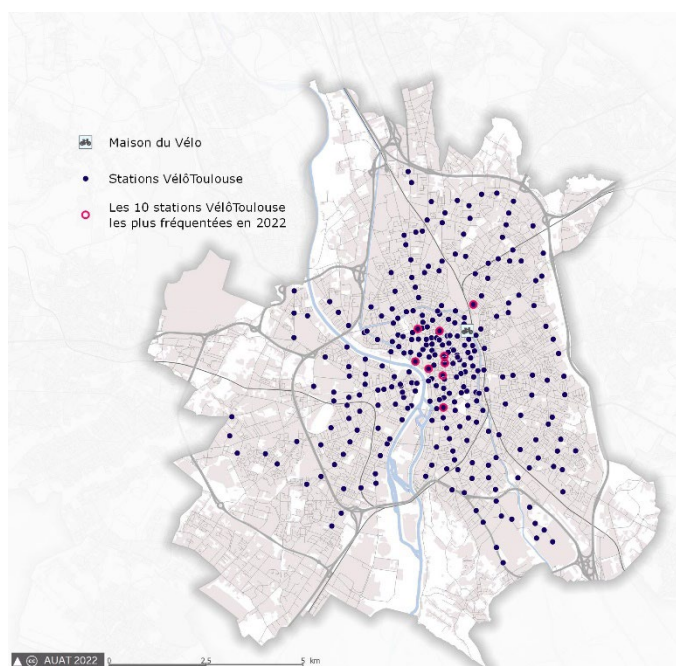 Maison du Vélo
Stations VélôToulouse
Les 10 stations VélôToulouse
les plus fréquentées en 2022
AUAT 2022
0 2,5 5 km